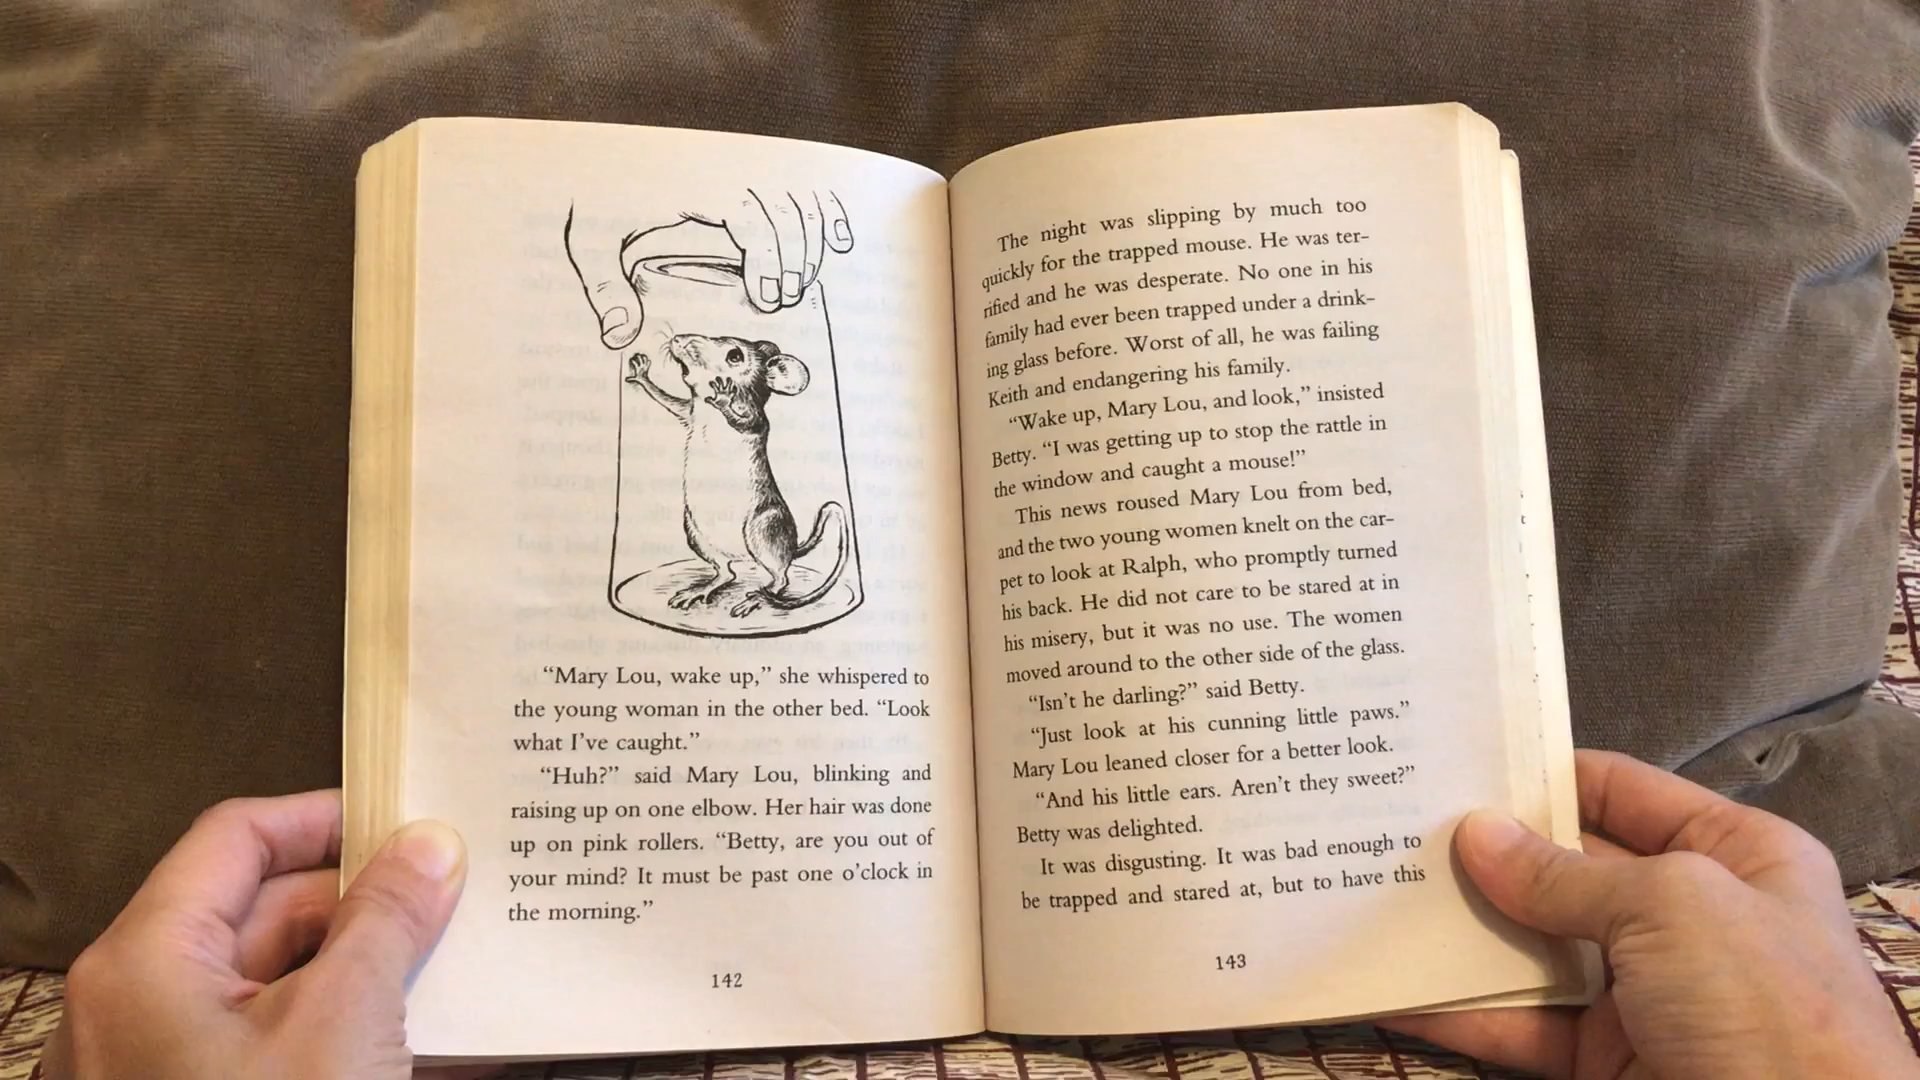 “Mary Lou, wake up,” she whispered to
the young woman in the other bed. “Look
what I've caught.”
“Huh?” said Mary Lou, blinking and
raising up on one elbow. Her hair was done
up on pink rollers. “Betty, are you out of
your mind? It must be past one o'clock in
the morning.”
142
The night was slipping by much too
quickly for the trapped mouse. He was ter-
rified and he was desperate. No one in his
family had ever been trapped under a drink-
ing glass before. Worst of all, he was failing
Keith and endangering his family.
“Wake up, Mary Lou, and look,” insisted
Betty. “I was getting up to stop the rattle in
the window and caught a mouse!”
This news roused Mary Lou from bed,
and the two young women knelt on the car-
pet to look at Ralph, who promptly turned
his back. He did not care to be stared at in
his misery, but it was no use. The women
moved around to the other side of the glass.
“Isn't he darling?” said Betty.
“Just look at his cunning little paws.”
Mary Lou leaned closer for a better look.
“And his little ears. Aren't they sweet?”
Betty was delighted.
It was disgusting. It was bad enough to
be trapped and stared at, but to have this
143